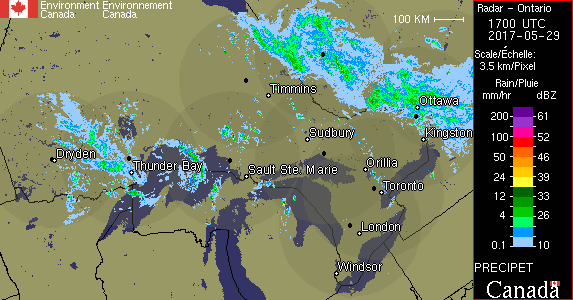 Environment Environnement
Canada Canada
100 KM
Radar - Ontario
1700 UTC
2017-05-29
Scale/Échelle:
3.5 km/Pixel
Rain/Pluie
mm/hr dBZ
200 61
100 52
50 46
24 39
12 33
4 26
0.1 10
PRECIPET
Canada
Timmins
Ottawa
Sudbury
Kingston
Dryden
Thunder Bay
Sault Ste. Marie
Orillia
Toronto
London
Windsor